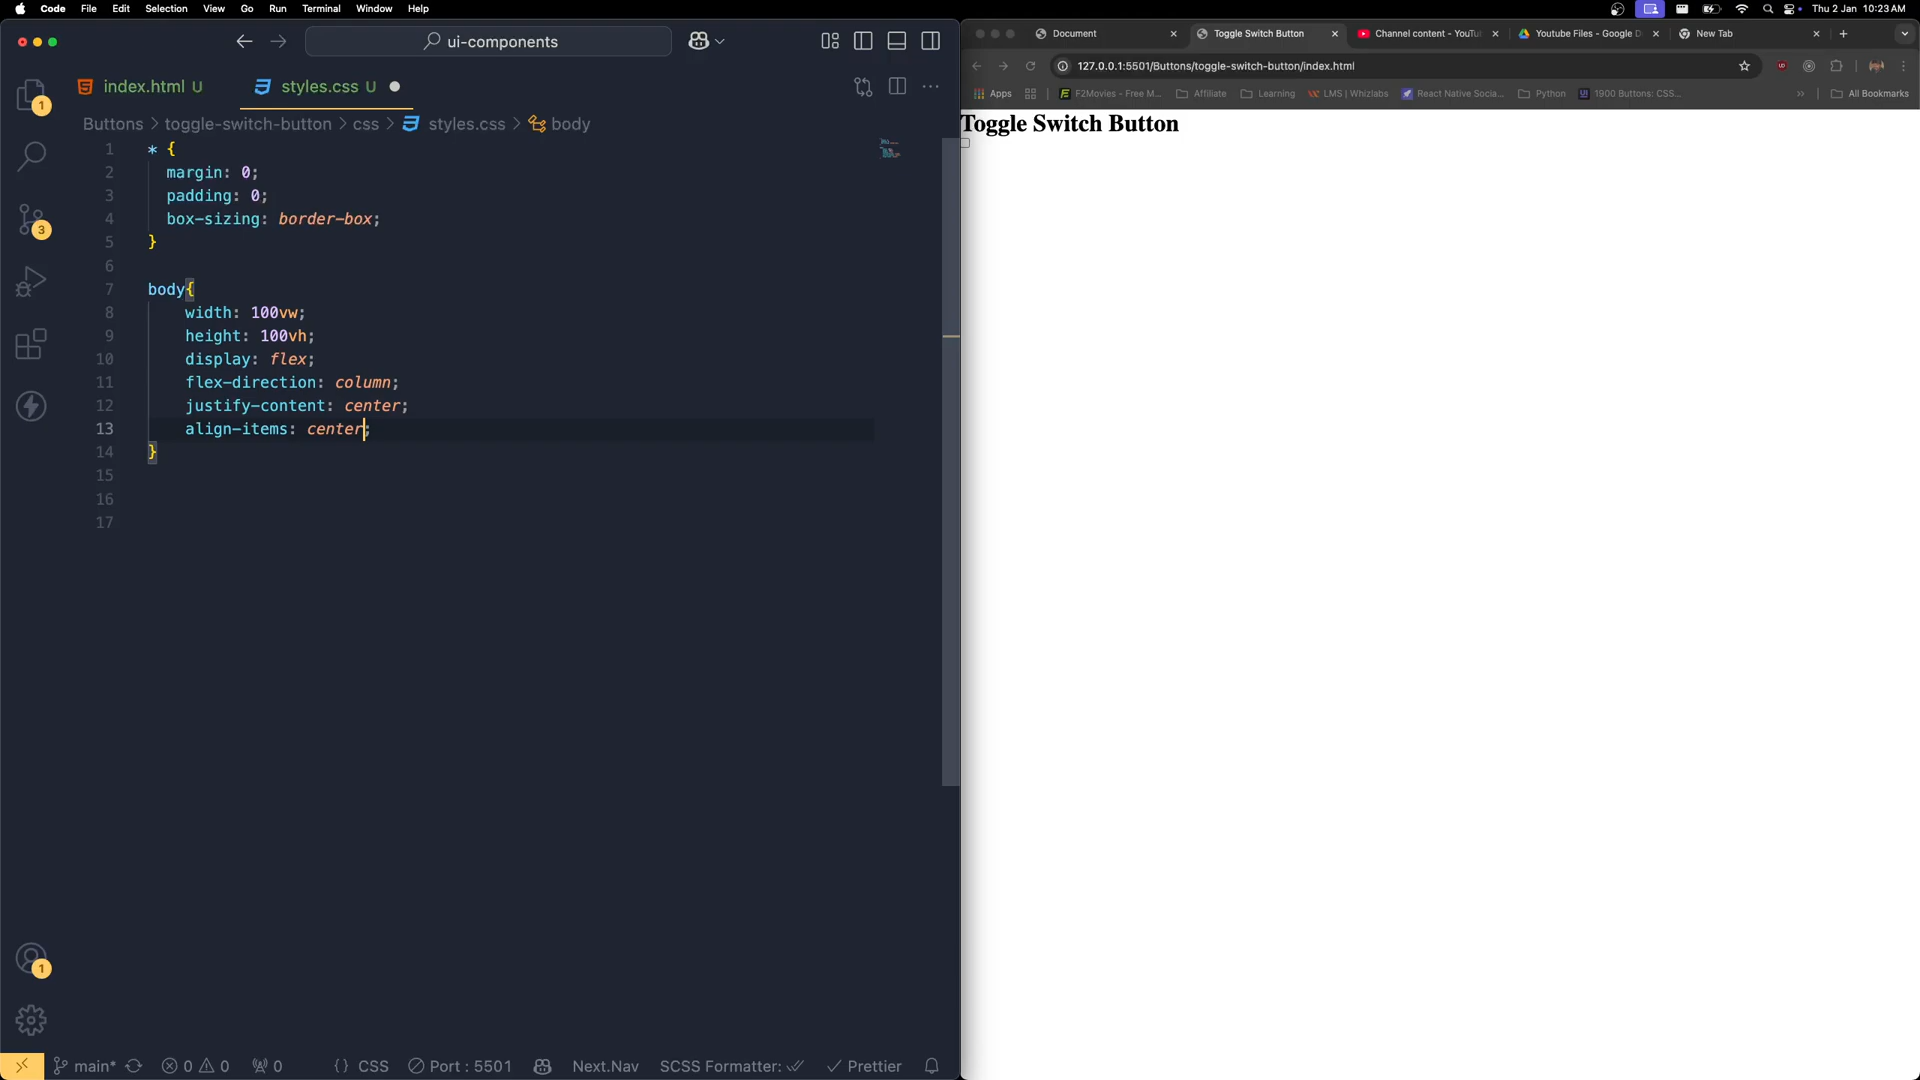 Code File Edit Selection View Go Run Terminal Window Help
Thu 2 Jan 10:23 AM
ui-components
index.html U
styles.css U
Buttons > toggle-switch-button > css > styles.css > body
1 * {
2 margin: 0;
3 padding: 0;
4 box-sizing: border-box;
5 }
6
7 body{
8 width: 100vw;
9 height: 100vh;
10 display: flex;
11 flex-direction: column;
12 justify-content: center;
13 align-items: center;
14 }
15
16
17
1
3
1
main* 0 0 0 {} CSS Port : 5501 Next.Nav SCSS Formatter: Prettier
Document
Toggle Switch Button
Channel content - YouTu
Youtube Files - Google D
New Tab
127.0.0.1:5501/Buttons/toggle-switch-button/index.html
Apps F2Movies - Free M... Affiliate Learning LMS | Whizlabs React Native Socia... Python 1900 Buttons: CSS... » All Bookmarks
Toggle Switch Button